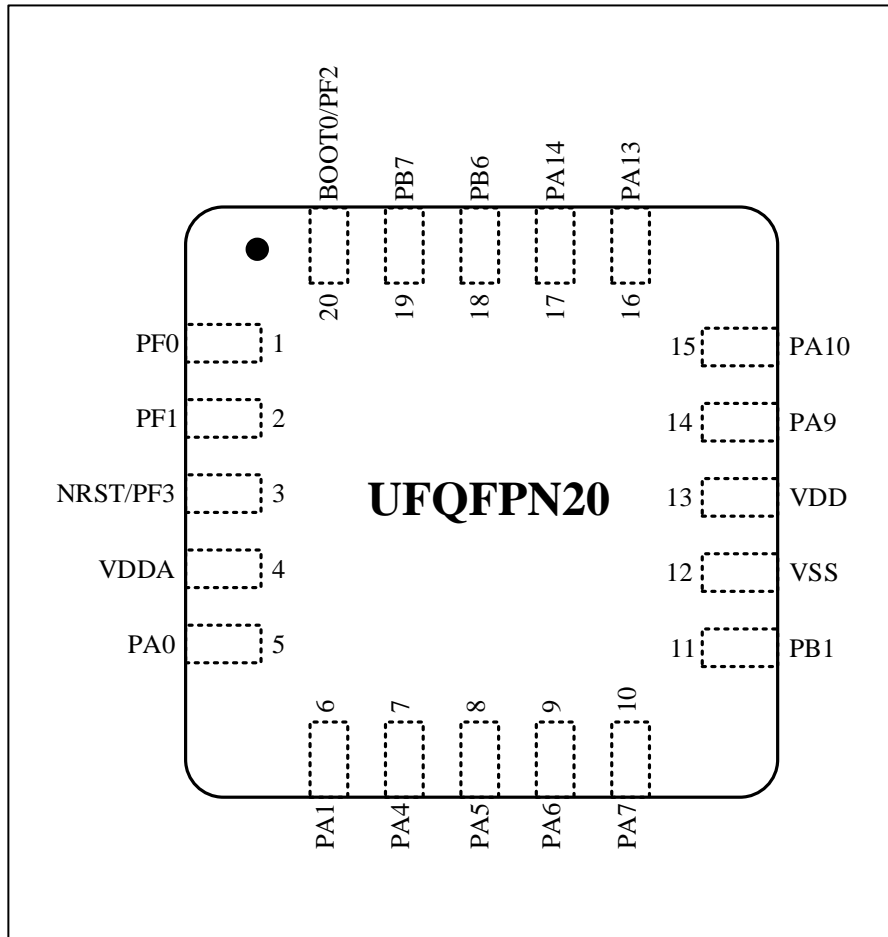 BOOT0/PF2
PB7
PB6
PA14
PA13
20
19
18
17
16
PF0 1
PF1 2
NRST/PF3 3
VDDA 4
PA0 5
UFQFPN20
15 PA10
14 PA9
13 VDD
12 VSS
11 PB1
6
7
8
9
10
PA1
PA4
PA5
PA6
PA7